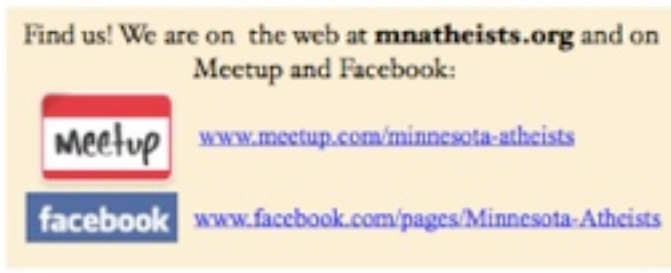 Find us! We are on the web at mnatheists.org and on
Meetup and Facebook:
Meetup
www.meetup.com/minnesota-atheists
facebook
www.facebook.com/pages/Minnesota-Atheists